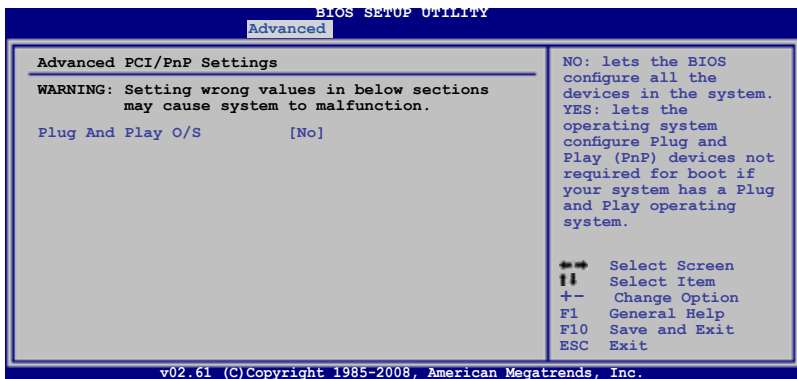 BIOS SETUP UTILITY
Advanced
Advanced PCI/PnP Settings
WARNING: Setting wrong values in below sections
may cause system to malfunction.
Plug And Play O/S [No]
NO: lets the BIOS
configure all the
devices in the system.
YES: lets the
operating system
configure Plug and
Play (PnP) devices not
required for boot if
your system has a Plug
and Play operating
system.
←→ Select Screen
↑↓ Select Item
+- Change Option
F1 General Help
F10 Save and Exit
ESC Exit
v02.61 (C)Copyright 1985-2008, American Megatrends, Inc.